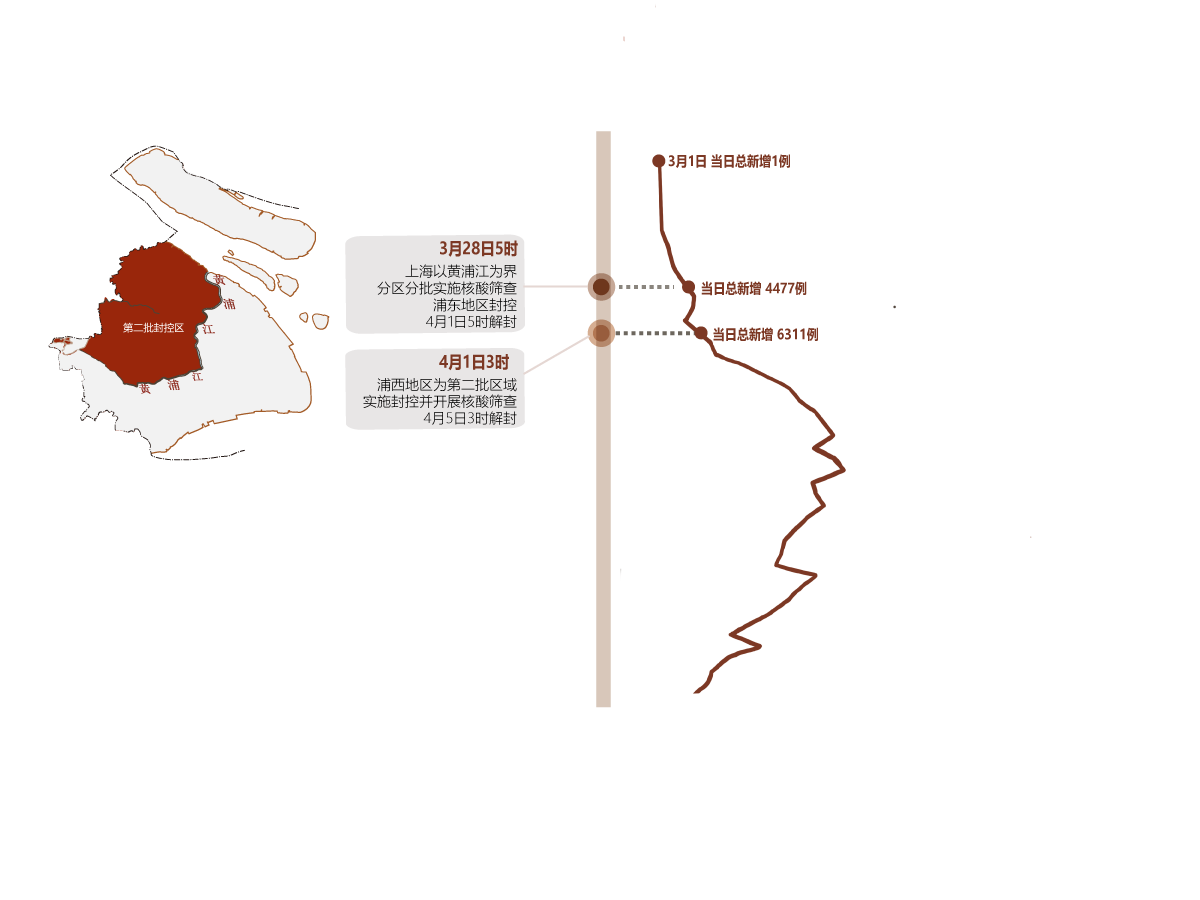 3月1日 当日总新增1例
3月28日5时
上海以黄浦江为界
分区分批实施核酸筛查
浦东地区封控
4月1日5时解封
当日总新增 4477例
4月1日3时
浦西地区为第二批区域
实施封控并开展核酸筛查
4月5日3时解封
当日总新增 6311例
第二批封控区
黄
浦
江
黄 浦 江